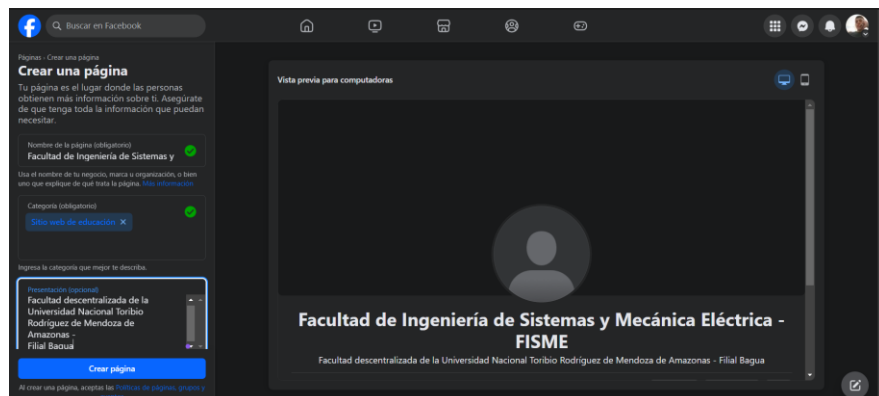 Buscar en Facebook
Páginas › Crear una página
Crear una página
Tu página es el lugar donde las personas
obtienen más información sobre ti. Asegúrate
de que tenga toda la información que puedan
necesitar.
Nombre de la página (obligatorio)
Facultad de Ingeniería de Sistemas y
Usa el nombre de tu negocio, marca u organización, o bien
uno que explique de qué trata la página. Más información
Categoría (obligatorio)
Sitio web de educación ×
Ingresa la categoría que mejor te describa.
Presentación (opcional)
Facultad descentralizada de la
Universidad Nacional Toribio
Rodríguez de Mendoza de
Amazonas -
Filial Bagua
Crear página
Al crear una página, aceptas las Políticas de páginas, grupos y
Vista previa para computadoras
Facultad de Ingeniería de Sistemas y Mecánica Eléctrica -
FISME
Facultad descentralizada de la Universidad Nacional Toribio Rodríguez de Mendoza de Amazonas - Filial Bagua